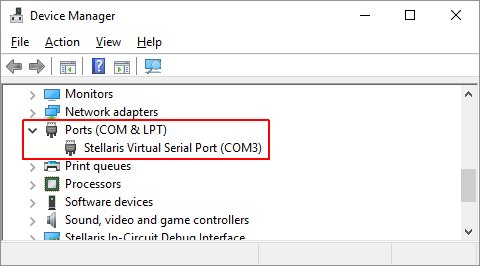 Device Manager
File Action View Help
Monitors
Network adapters
Ports (COM & LPT)
Stellaris Virtual Serial Port (COM3)
Print queues
Processors
Software devices
Sound, video and game controllers
Stellaris In-Circuit Debug Interface